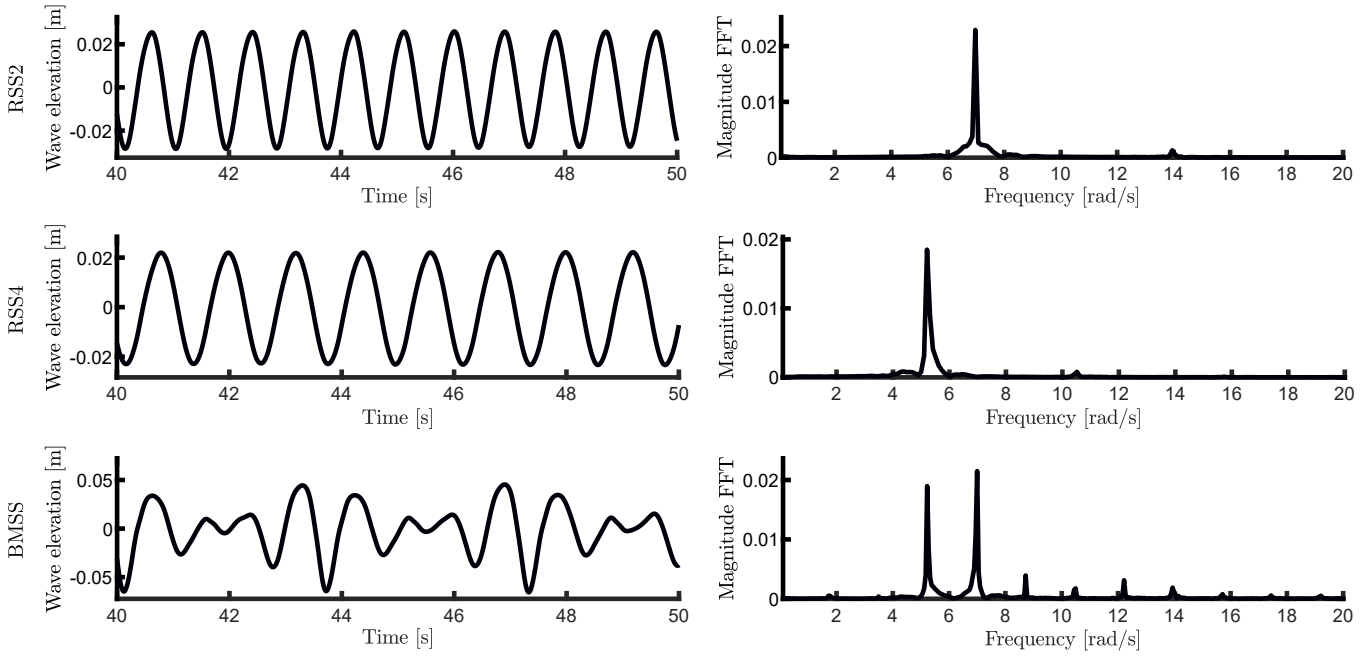 RSS2
Wave elevation [m]
0.02
0
-0.02
40 42 44 46 48 50
Time [s]
Magnitude FFT
0.02
0.01
0
2 4 6 8 10 12 14 16 18 20
Frequency [rad/s]
RSS4
Wave elevation [m]
0.02
0
-0.02
40 42 44 46 48 50
Time [s]
Magnitude FFT
0.02
0.01
0
2 4 6 8 10 12 14 16 18 20
Frequency [rad/s]
BMSS
Wave elevation [m]
0.05
0
-0.05
40 42 44 46 48 50
Time [s]
Magnitude FFT
0.02
0.01
0
2 4 6 8 10 12 14 16 18 20
Frequency [rad/s]